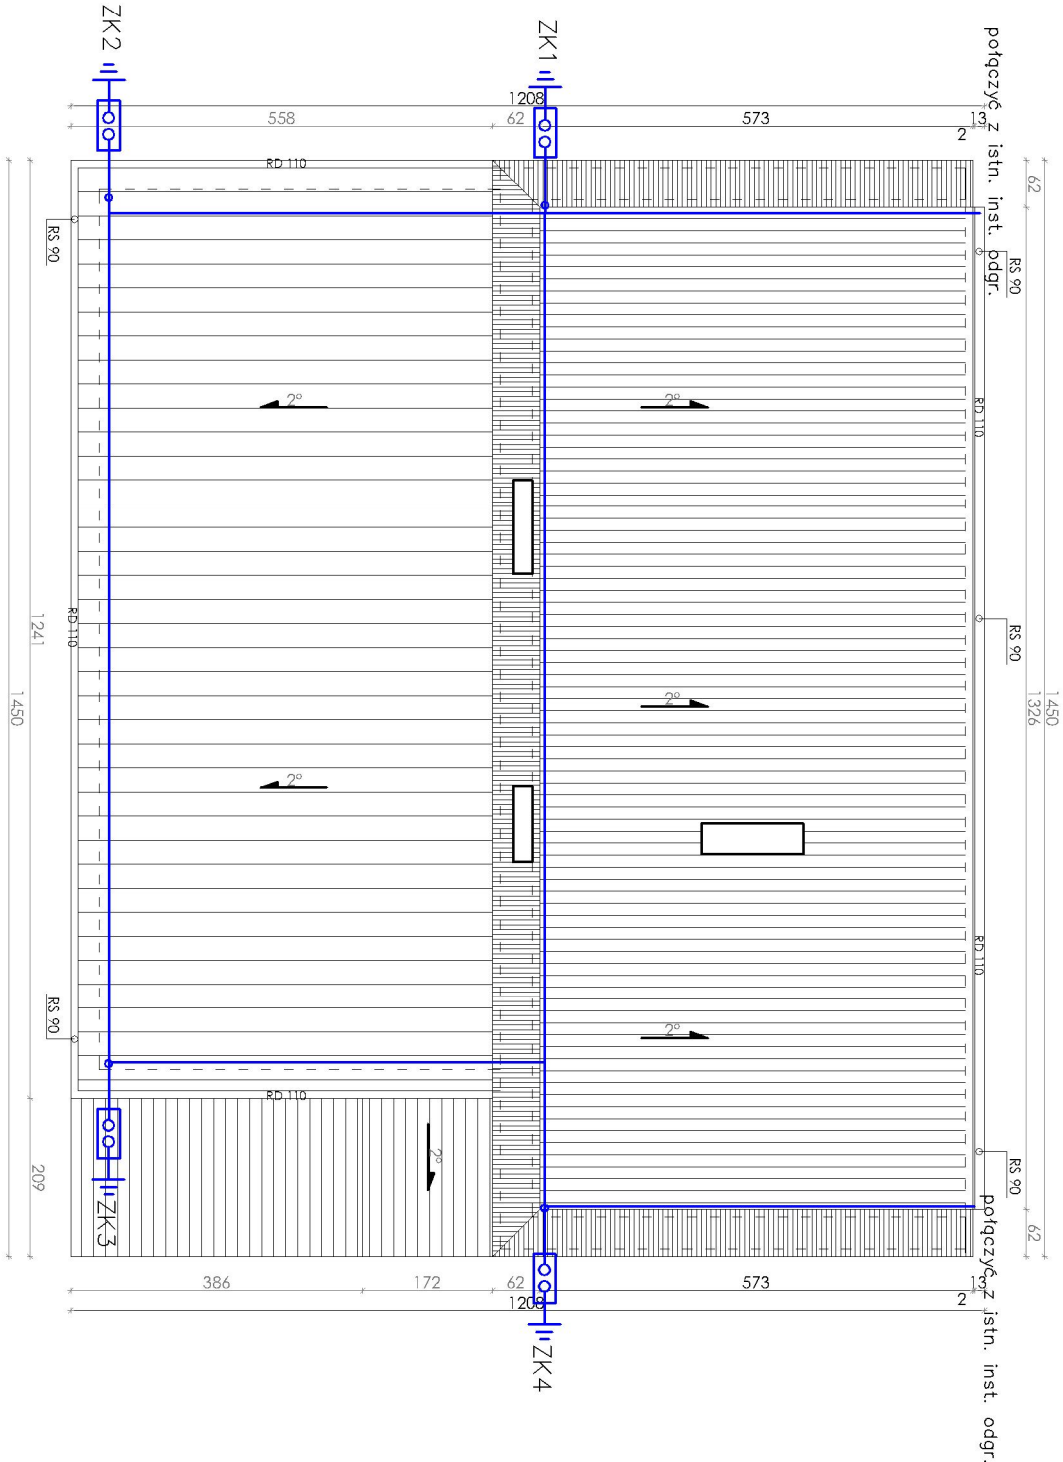 ZK2
ZK1
połączyć z istn. inst. odgr.
1208
558
62
573
13
2
RD 110
62
RS 90
RS 90
2°
2°
RD 110
RD 110
1241
1450
RS 90
1450
1326
2°
2°
RD 110
RS 90
2°
RD 110
2°
209
RS 90
62
ZK3
połączyć z istn. inst. odgr.
386
172
62
573
13
2
1208
ZK4